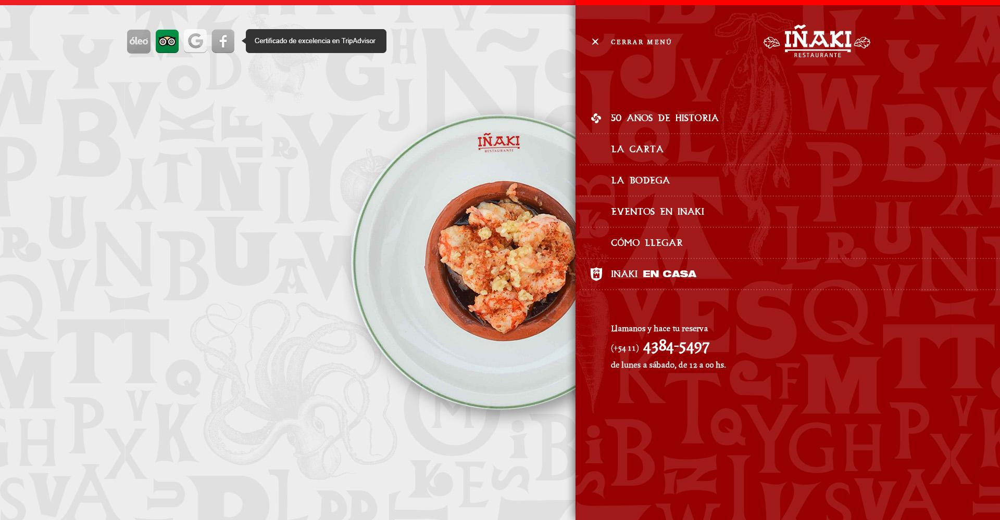 óleo
G
f
Certificado de excelencia en TripAdvisor
IÑAKI
RESTAURANTE
CERRAR MENÚ
IÑAKI
RESTAURANTE
50 AÑOS DE HISTORIA
LA CARTA
LA BODEGA
EVENTOS EN IÑAKI
CÓMO LLEGAR
IÑAKI EN CASA
Llamanos y hace tu reserva
(+54 11) 4384-5497
de lunes a sábado, de 12 a 00 hs.